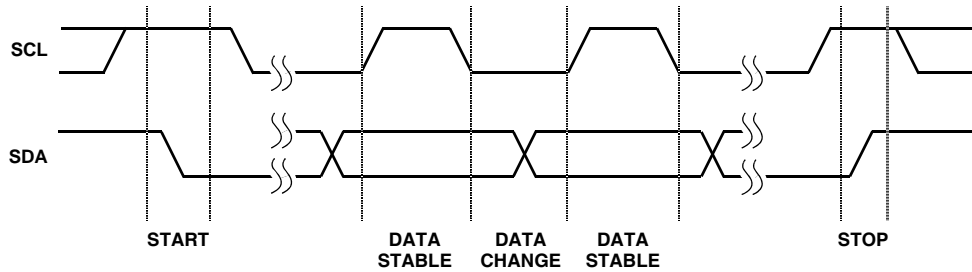 SCL
SDA
START
DATA
STABLE
DATA
CHANGE
DATA
STABLE
STOP